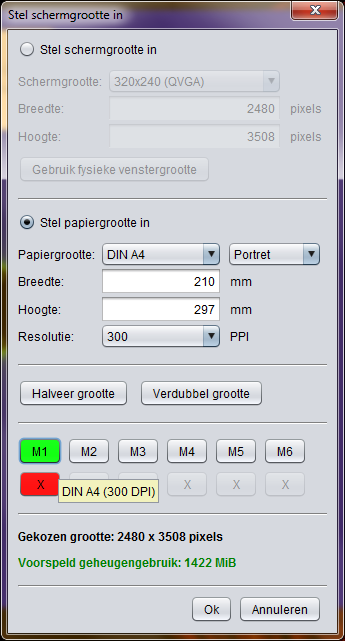 Stel schermgrootte in
X
Stel schermgrootte in
Schermgrootte: 320x240 (QVGA)
Breedte: 2480 pixels
Hoogte: 3508 pixels
Gebruik fysieke venstergrootte
Stel papiergrootte in
Papiergrootte: DIN A4 Portret
Breedte: 210 mm
Hoogte: 297 mm
Resolutie: 300 PPI
Halveer grootte Verdubbel grootte
M1 M2 M3 M4 M5 M6
X X X X
DIN A4 (300 DPI)
Gekozen grootte: 2480 x 3508 pixels
Voorspeld geheugengebruik: 1422 MiB
Ok Annuleren